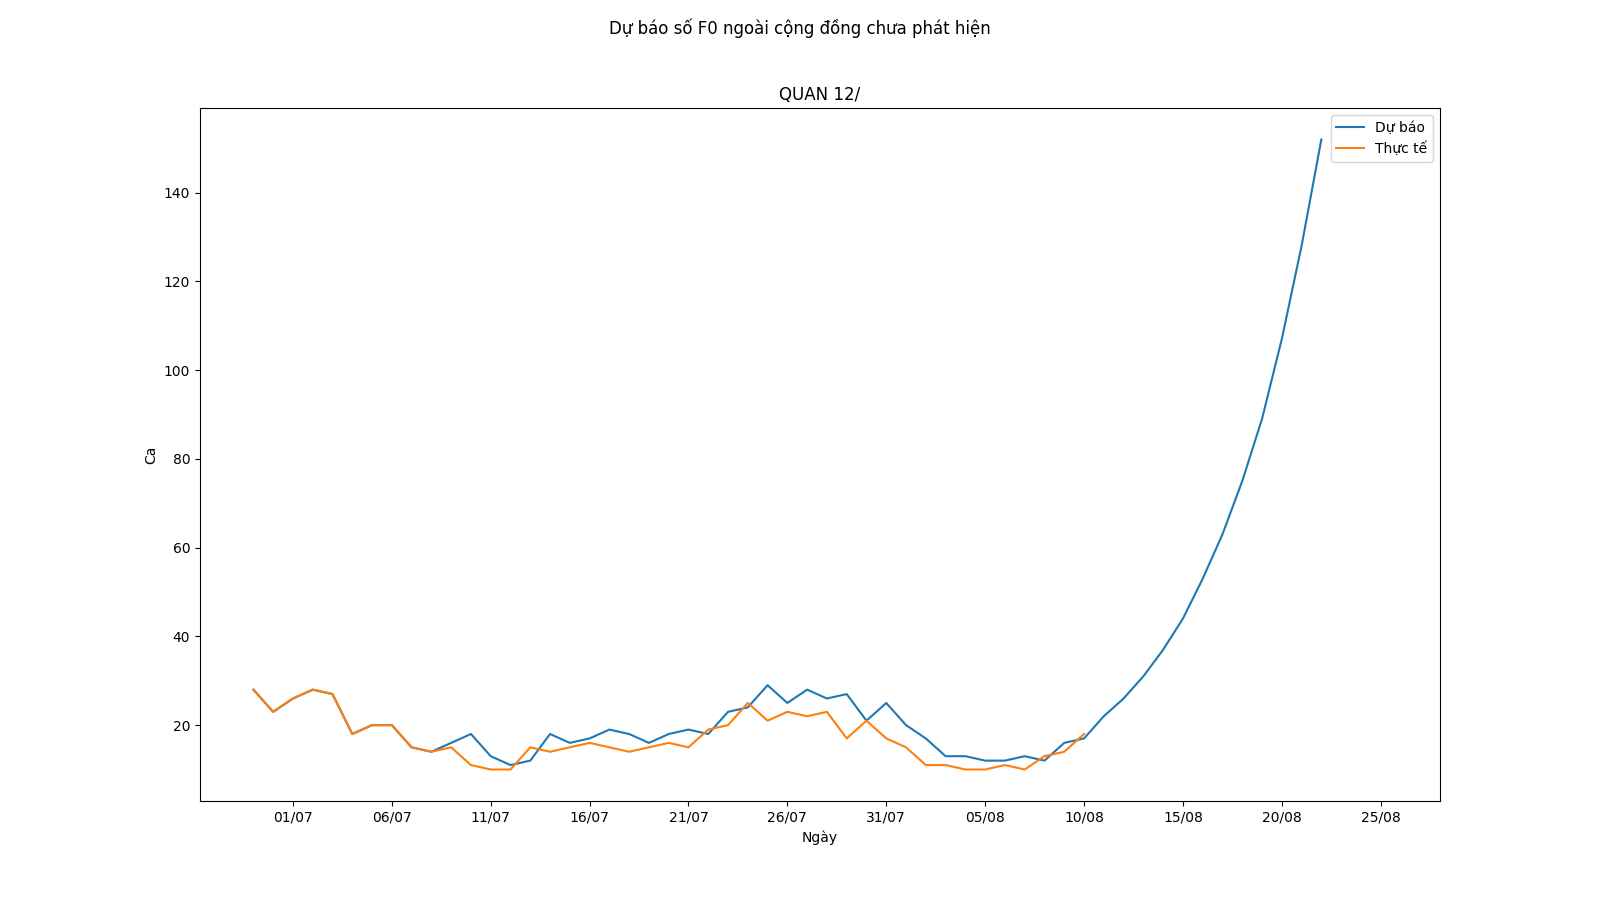 Dự báo số F0 ngoài cộng đồng chưa phát hiện
QUAN 12/
Dự báo
Thực tế
140
120
100
80
60
40
20
Ca
01/07 06/07 11/07 16/07 21/07 26/07 31/07 05/08 10/08 15/08 20/08 25/08
Ngày